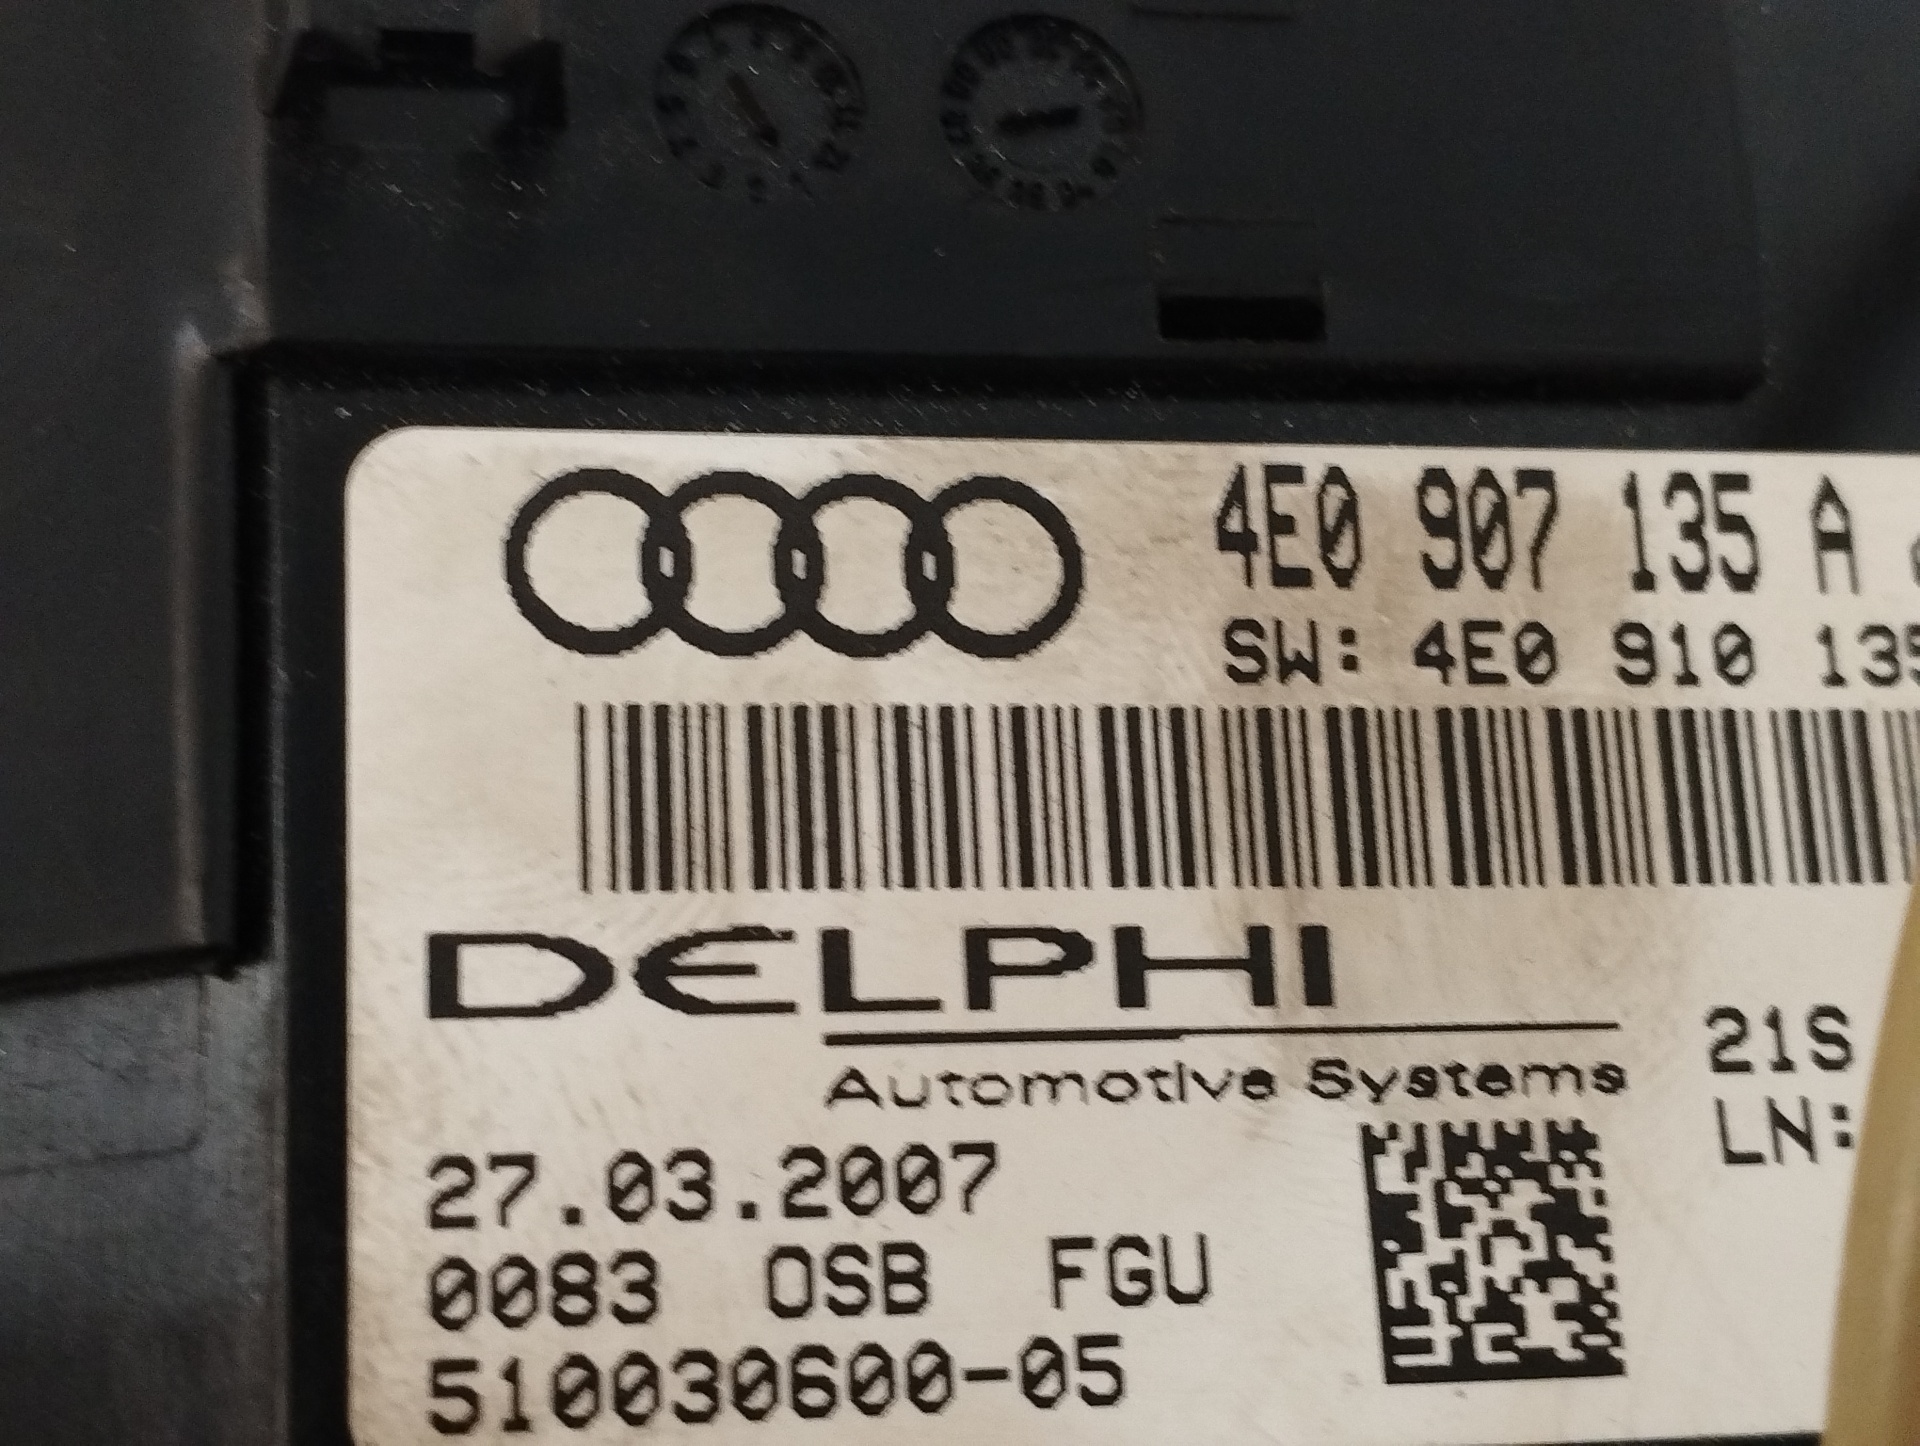 4E0 907 135 A
SW: 4E0 910 135
DELPHI
Automotive Systems
21S
LN:
27.03.2007
0083 OSB FGU
510030600-05